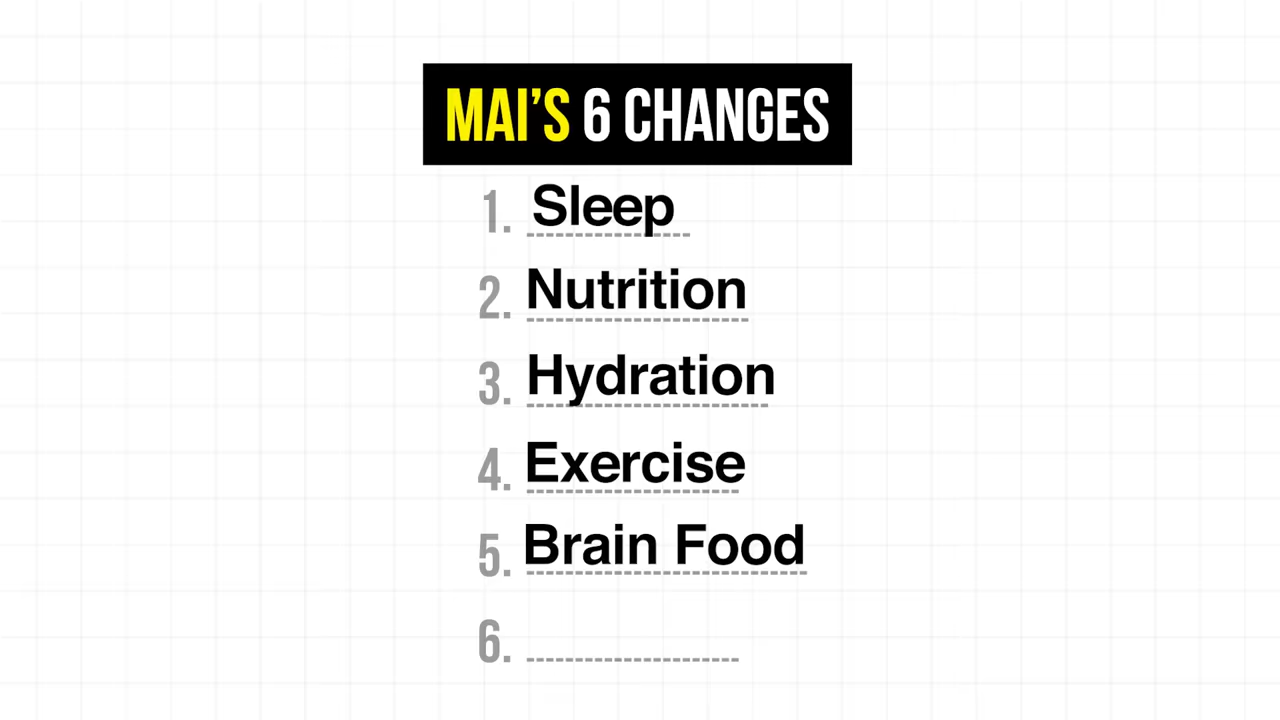 MAI'S 6 CHANGES
1. Sleep
2. Nutrition
3. Hydration
4. Exercise
5. Brain Food
6.